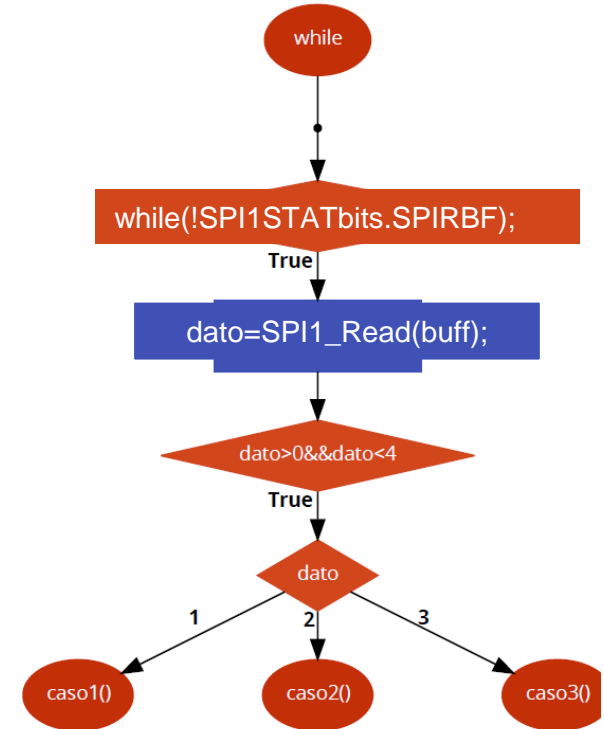 while
while(!SPI1STATbits.SPIRBF);
True
dato=SPI1_Read(buff);
dato>0&&dato<4
True
dato
1
2
3
caso1()
caso2()
caso3()